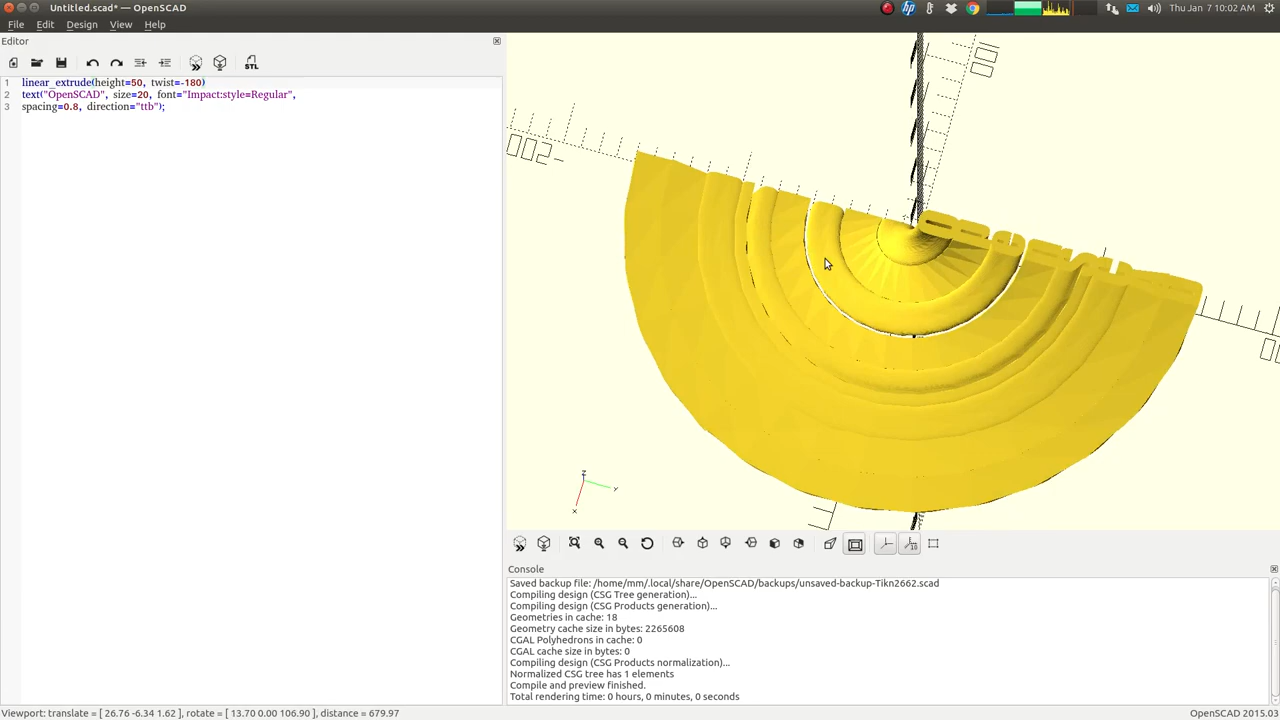 Untitled.scad* — OpenSCAD
Thu Jan 7 10:02 AM
File Edit Design View Help
Editor
STL
1 linear_extrude(height=50, twist=-180)
2 text("OpenSCAD", size=20, font="Impact:style=Regular",
3 spacing=0.8, direction="ttb");
100
-200
z
y
x
10
Console
Saved backup file: /home/mm/.local/share/OpenSCAD/backups/unsaved-backup-Tikn2662.scad
Compiling design (CSG Tree generation)...
Compiling design (CSG Products generation)...
Geometries in cache: 18
Geometry cache size in bytes: 2265608
CGAL Polyhedrons in cache: 0
CGAL cache size in bytes: 0
Compiling design (CSG Products normalization)...
Normalized CSG tree has 1 elements
Compile and preview finished.
Total rendering time: 0 hours, 0 minutes, 0 seconds
Viewport: translate = [ 26.76 -6.34 1.62 ], rotate = [ 13.70 0.00 106.90 ], distance = 679.97
OpenSCAD 2015.03